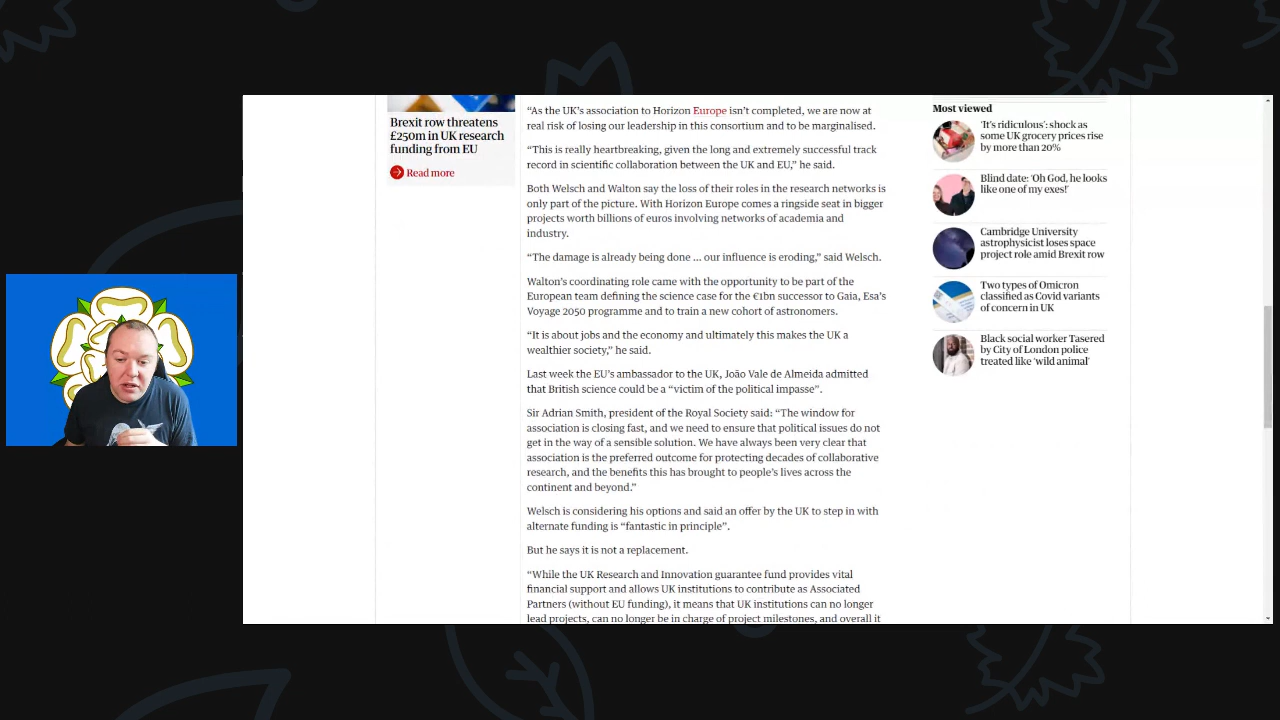 Brexit row threatens
£250m in UK research
funding from EU
Read more
“As the UK’s association to Horizon Europe isn’t completed, we are now at
real risk of losing our leadership in this consortium and to be marginalised.
“This is really heartbreaking, given the long and extremely successful track
record in scientific collaboration between the UK and EU,” he said.
Both Welsch and Walton say the loss of their roles in the research networks is
only part of the picture. With Horizon Europe comes a ringside seat in bigger
projects worth billions of euros involving networks of academia and
industry.
“The damage is already being done ... our influence is eroding,” said Welsch.
Walton’s coordinating role came with the opportunity to be part of the
European team defining the science case for the €1bn successor to Gaia, Esa’s
Voyage 2050 programme and to train a new cohort of astronomers.
“It is about jobs and the economy and ultimately this makes the UK a
wealthier society,” he said.
Last week the EU’s ambassador to the UK, João Vale de Almeida admitted
that British science could be a “victim of the political impasse”.
Sir Adrian Smith, president of the Royal Society said: “The window for
association is closing fast, and we need to ensure that political issues do not
get in the way of a sensible solution. We have always been very clear that
association is the preferred outcome for protecting decades of collaborative
research, and the benefits this has brought to people’s lives across the
continent and beyond.”
Welsch is considering his options and said an offer by the UK to step in with
alternate funding is “fantastic in principle”.
But he says it is not a replacement.
“While the UK Research and Innovation guarantee fund provides vital
financial support and allows UK institutions to contribute as Associated
Partners (without EU funding), it means that UK institutions can no longer
lead projects, can no longer be in charge of project milestones, and overall it
Most viewed
‘It’s ridiculous’: shock as
some UK grocery prices rise
by more than 20%
Blind date: ‘Oh God, he looks
like one of my exes!’
Cambridge University
astrophysicist loses space
project role amid Brexit row
Two types of Omicron
classified as Covid variants
of concern in UK
Black social worker Tasered
by City of London police
treated like ‘wild animal’